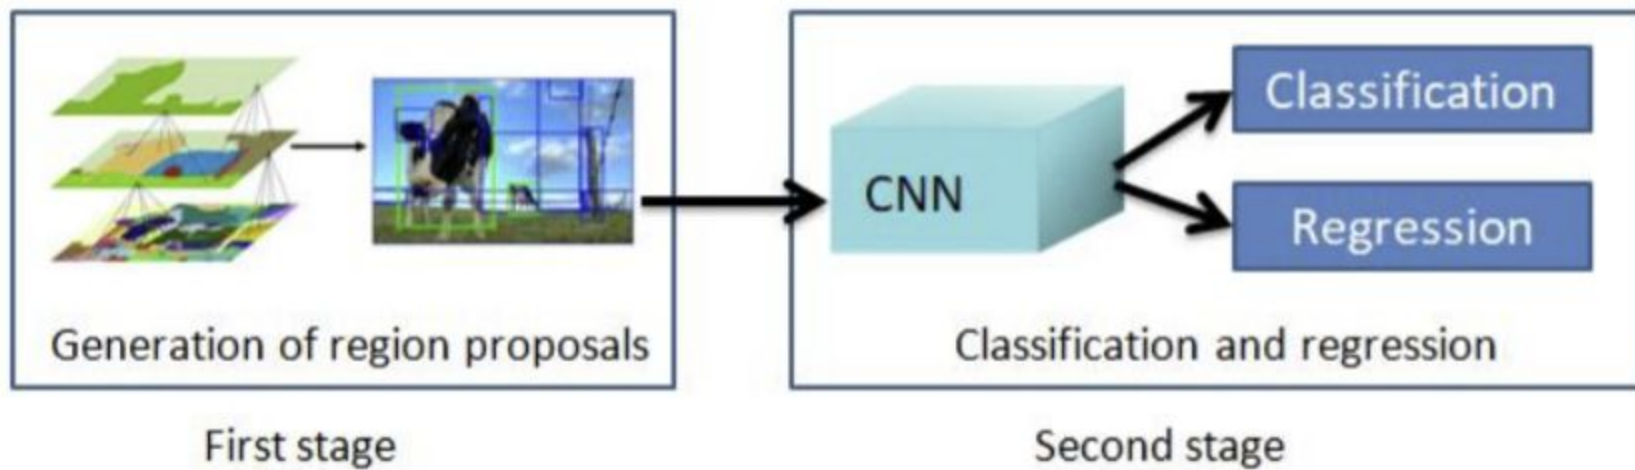 Classification
CNN
Regression
Generation of region proposals
Classification and regression
First stage
Second stage